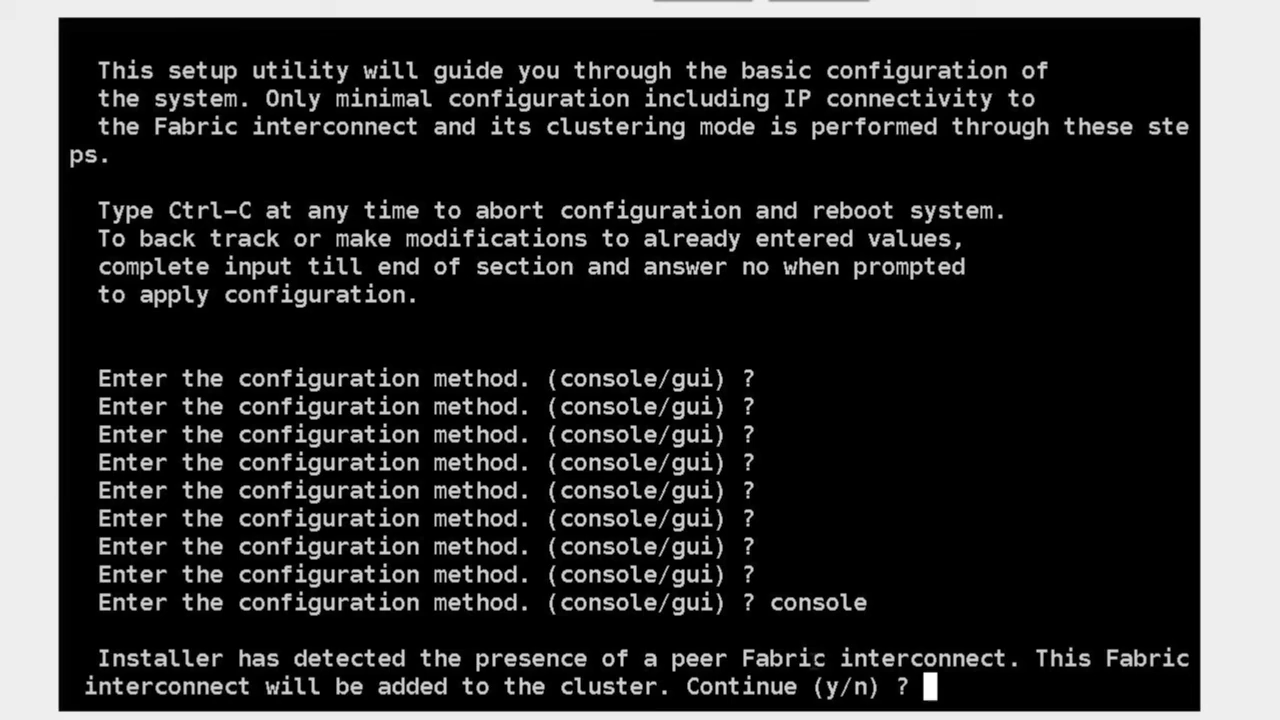 This setup utility will guide you through the basic configuration of
the system. Only minimal configuration including IP connectivity to
the Fabric interconnect and its clustering mode is performed through these ste
ps.
Type Ctrl-C at any time to abort configuration and reboot system.
To back track or make modifications to already entered values,
complete input till end of section and answer no when prompted
to apply configuration.
Enter the configuration method. (console/gui) ?
Enter the configuration method. (console/gui) ?
Enter the configuration method. (console/gui) ?
Enter the configuration method. (console/gui) ?
Enter the configuration method. (console/gui) ?
Enter the configuration method. (console/gui) ?
Enter the configuration method. (console/gui) ?
Enter the configuration method. (console/gui) ?
Enter the configuration method. (console/gui) ? console
Installer has detected the presence of a peer Fabric interconnect. This Fabric
interconnect will be added to the cluster. Continue (y/n) ?